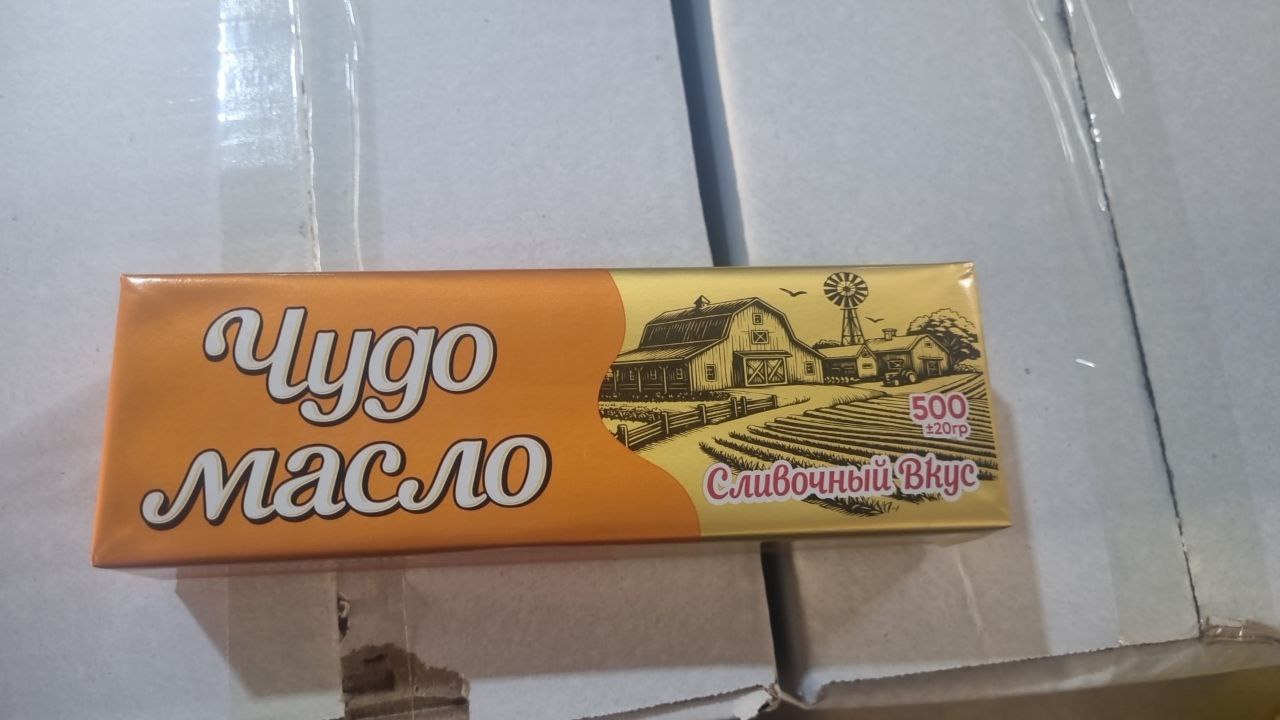 Чудо
масло
500
±20гр
Сливочный Вкус